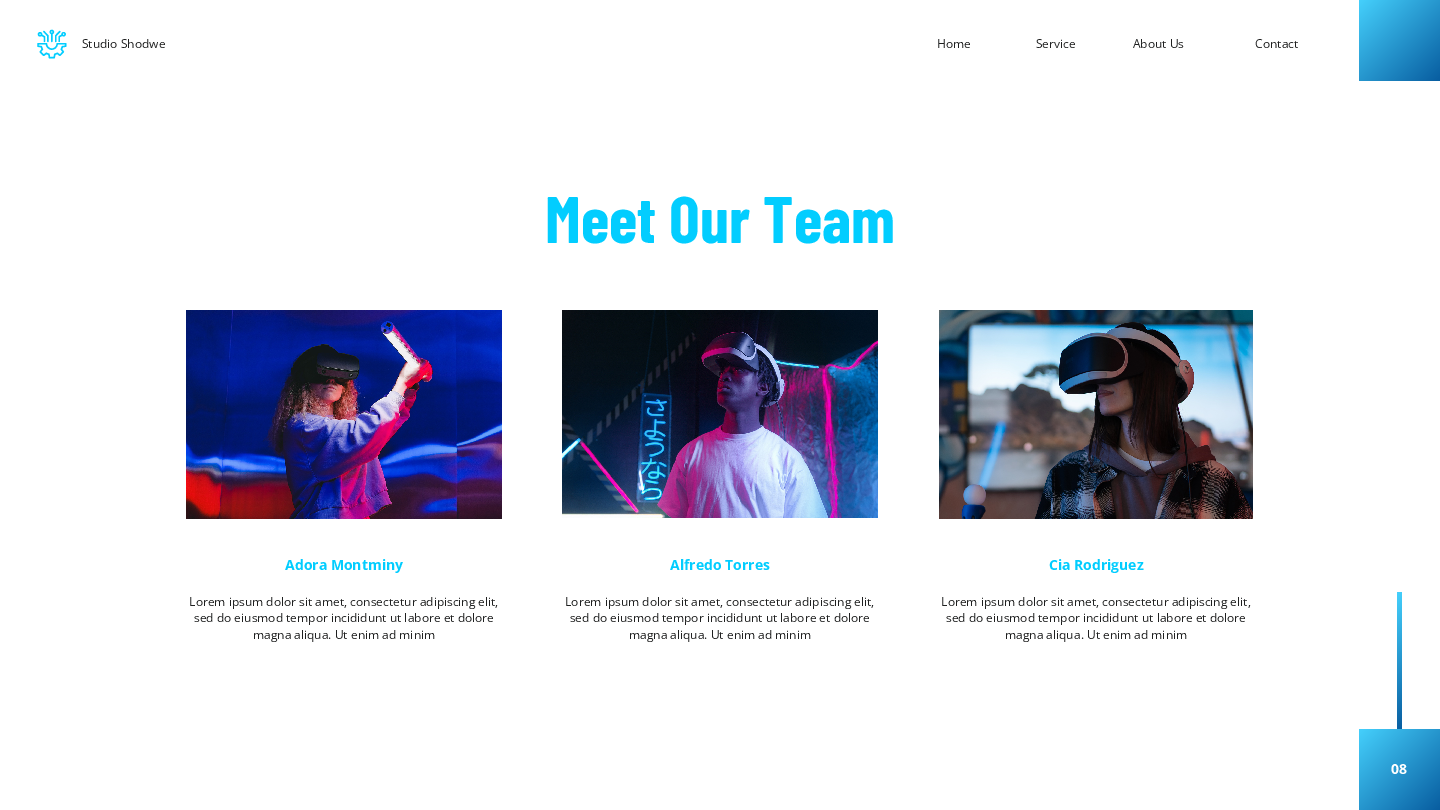 Studio Shodwe
Home
Service
About Us
Contact
Meet Our Team
Adora Montminy
Lorem ipsum dolor sit amet, consectetur adipiscing elit,
sed do eiusmod tempor incididunt ut labore et dolore
magna aliqua. Ut enim ad minim
Alfredo Torres
Lorem ipsum dolor sit amet, consectetur adipiscing elit,
sed do eiusmod tempor incididunt ut labore et dolore
magna aliqua. Ut enim ad minim
Cia Rodriguez
Lorem ipsum dolor sit amet, consectetur adipiscing elit,
sed do eiusmod tempor incididunt ut labore et dolore
magna aliqua. Ut enim ad minim
08